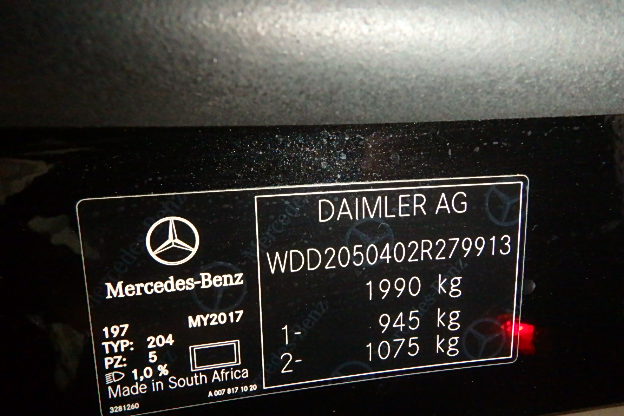 DAIMLER AG
WDD2050402R279913
1990 kg
1- 945 kg
2- 1075 kg
Mercedes-Benz
197 MY2017
TYP: 204
PZ: 5
1,0 %
Made in South Africa
3281260 A 007 817 10 20